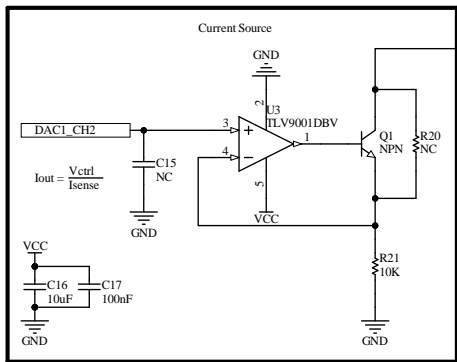 Current Source
GND
U3
TLV9001DBV
DAC1_CH2
3
2
4
5
1
Q1
NPN
R20
NC
C15
NC
Iout = Vctrl
Isense
GND
VCC
R21
10K
VCC
C16
10uF
C17
100nF
GND
GND